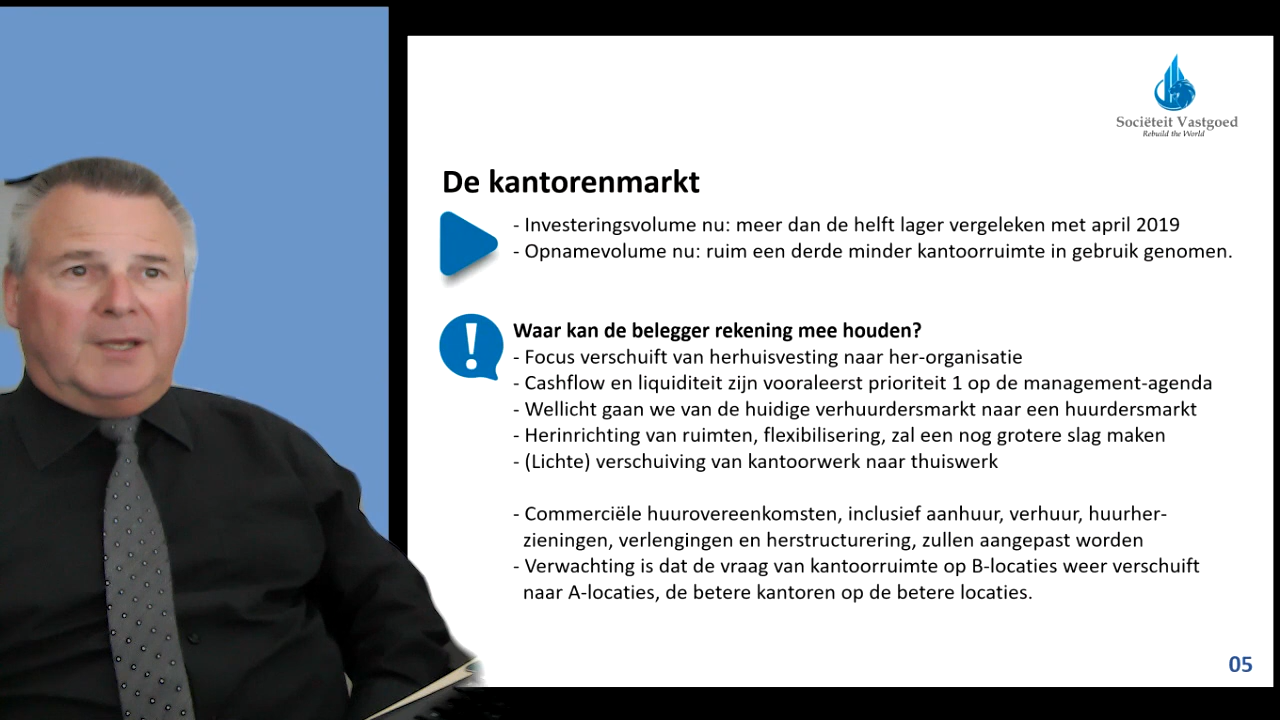 Sociëteit Vastgoed
Rebuild the World
De kantorenmarkt
- Investeringsvolume nu: meer dan de helft lager vergeleken met april 2019
- Opnamevolume nu: ruim een derde minder kantoorruimte in gebruik genomen.
Waar kan de belegger rekening mee houden?
- Focus verschuift van herhuisvesting naar her-organisatie
- Cashflow en liquiditeit zijn vooraleerst prioriteit 1 op de management-agenda
- Wellicht gaan we van de huidige verhuurdersmarkt naar een huurdersmarkt
- Herinrichting van ruimten, flexibilisering, zal een nog grotere slag maken
- (Lichte) verschuiving van kantoorwerk naar thuiswerk
- Commerciële huurovereenkomsten, inclusief aanhuur, verhuur, huurher-
zieningen, verlengingen en herstructurering, zullen aangepast worden
- Verwachting is dat de vraag van kantoorruimte op B-locaties weer verschuift
naar A-locaties, de betere kantoren op de betere locaties.
05